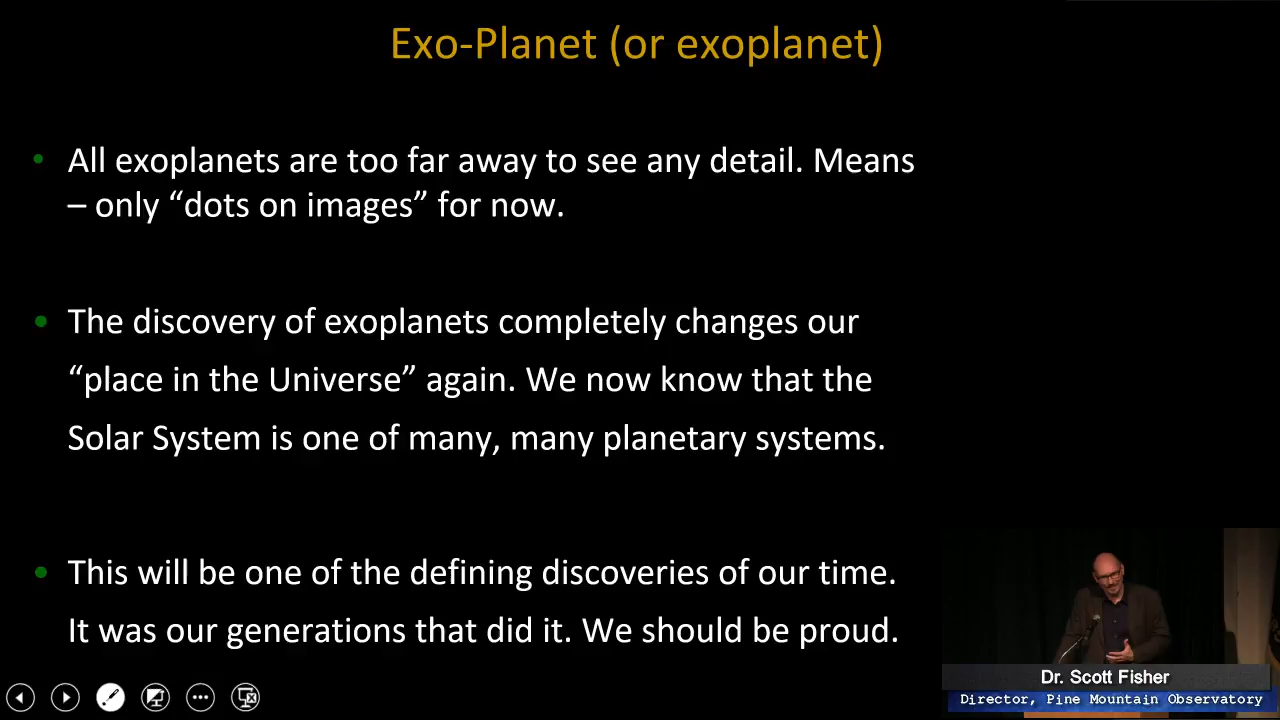 Exo-Planet (or exoplanet)
• All exoplanets are too far away to see any detail. Means
– only “dots on images” for now.
• The discovery of exoplanets completely changes our
“place in the Universe” again. We now know that the
Solar System is one of many, many planetary systems.
• This will be one of the defining discoveries of our time.
It was our generations that did it. We should be proud.
Dr. Scott Fisher
Director, Pine Mountain Observatory